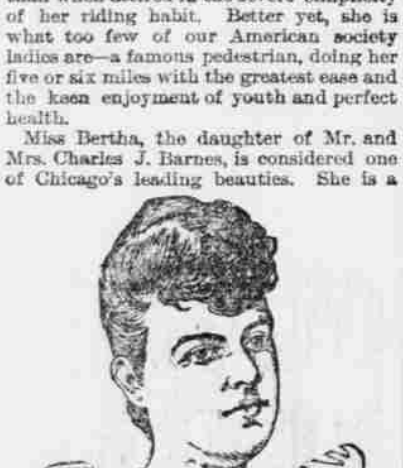 of her riding habit. Better yet, she is
what too few of our American society
ladies are—a famous pedestrian, doing her
five or six miles with the greatest ease and
the keen enjoyment of youth and perfect
health.
Miss Bertha, the daughter of Mr. and
Mrs. Charles J. Barnes, is considered one
of Chicago's leading beauties. She is a